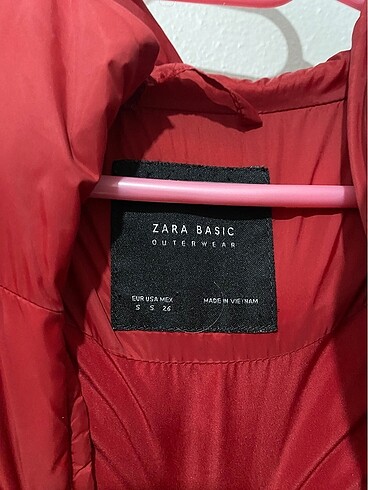 ZARA BASIC
OUTERWEAR
EUR USA MEX MADE IN VIETNAM
S S 26